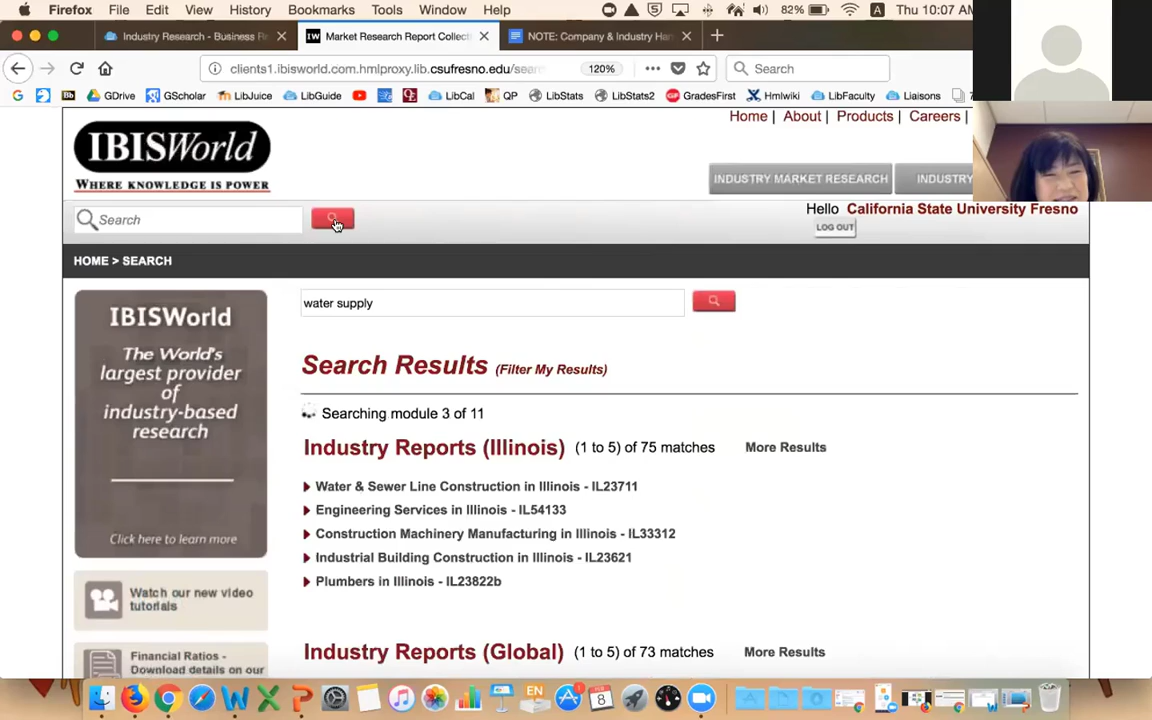 Firefox File Edit View History Bookmarks Tools Window Help 82% A Thu 10:07 AM
Industry Research - Business R Market Research Report Collecti NOTE: Company & Industry Han
clients1.ibisworld.com.hmlproxy.lib.csufresno.edu/sear 120% Search
GDrive GScholar LibJuice LibGuide LibCal QP LibStats LibStats2 GradesFirst Hmlwiki LibFaculty Liaisons
Home | About | Products | Careers |
IBISWorld
WHERE KNOWLEDGE IS POWER
INDUSTRY MARKET RESEARCH INDUSTRY
Hello California State University Fresno
Search
LOG OUT
HOME > SEARCH
IBISWorld
The World's
largest provider
of
industry-based
research
Click here to learn more
Watch our new video
tutorials
Financial Ratios -
Download details on our
water supply
Search Results (Filter My Results)
Searching module 3 of 11
Industry Reports (Illinois) (1 to 5) of 75 matches More Results
Water & Sewer Line Construction in Illinois - IL23711
Engineering Services in Illinois - IL54133
Construction Machinery Manufacturing in Illinois - IL33312
Industrial Building Construction in Illinois - IL23621
Plumbers in Illinois - IL23822b
Industry Reports (Global) (1 to 5) of 73 matches More Results